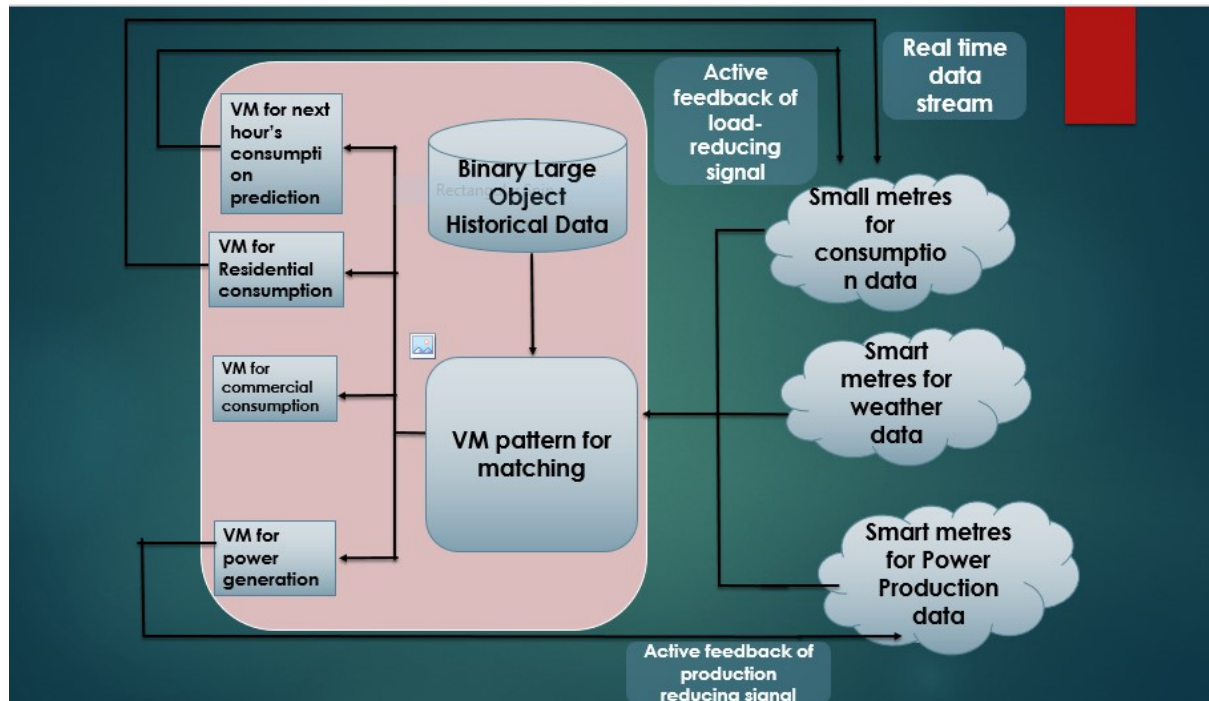 VM for next
hour's
consumpti
on
prediction
VM for
Residential
consumption
VM for
commercial
consumption
VM for
power
generation
Binary Large
Object
Historical Data
VM pattern for
matching
Active
feedback of
load-
reducing
signal
Real time
data
stream
Small metres
for
consumptio
n data
Smart
metres for
weather
data
Smart metres
for Power
Production
data
Active feedback of
production
reducing signal